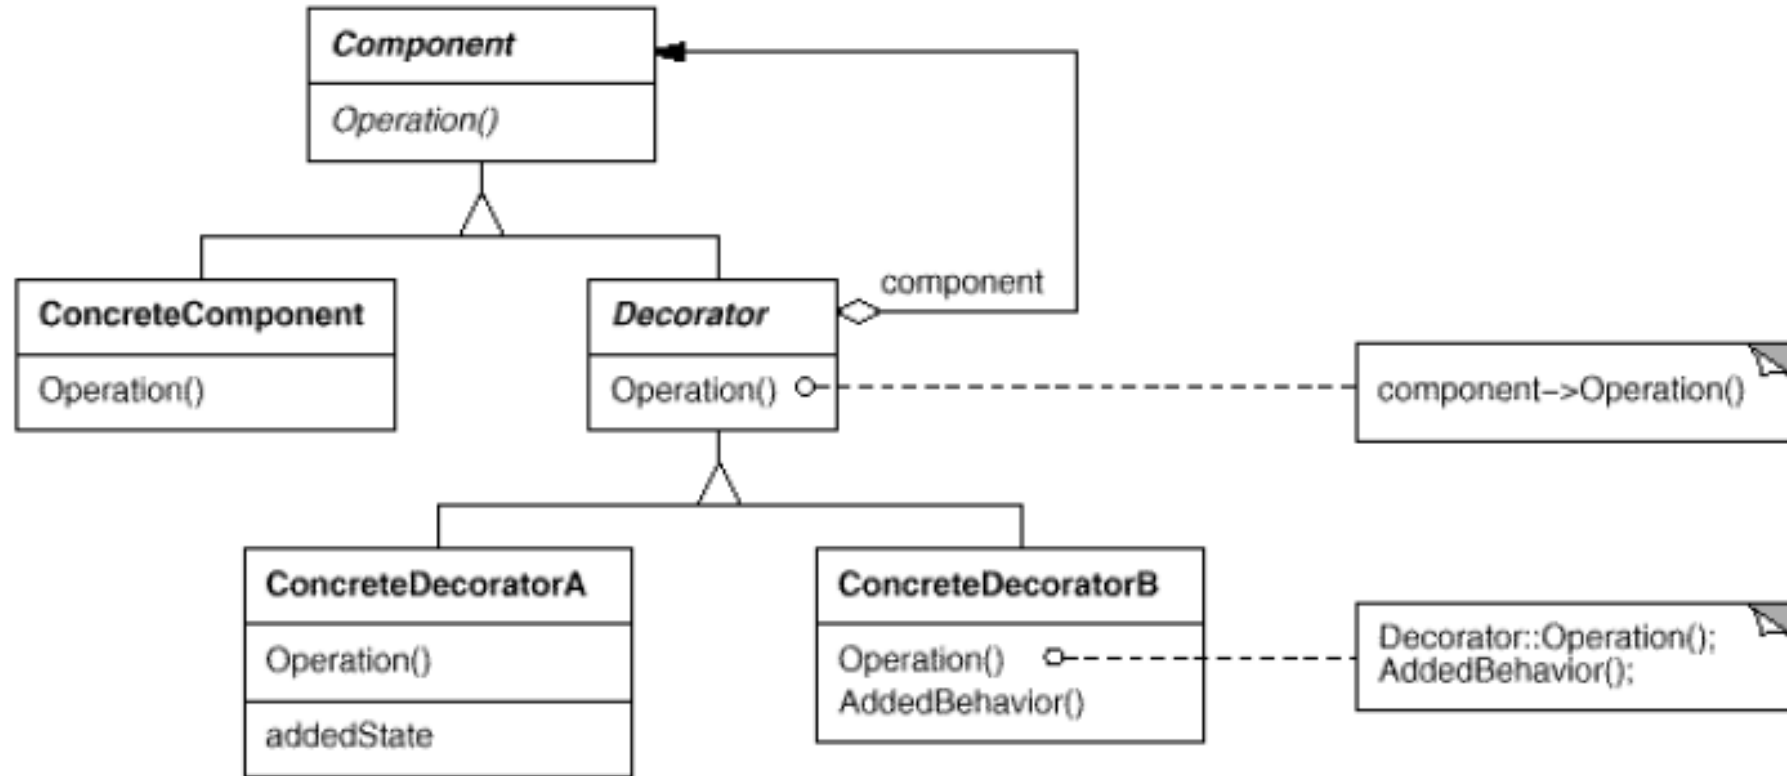 Component
Operation()
component
ConcreteComponent
Operation()
Decorator
Operation()
component–>Operation()
ConcreteDecoratorA
Operation()
addedState
ConcreteDecoratorB
Operation()
AddedBehavior()
Decorator::Operation();
AddedBehavior();